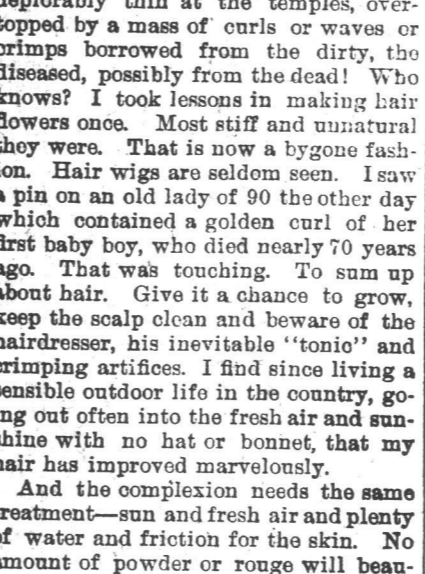 deplorably thin at the temples, over-
topped by a mass of curls or waves or
crimps borrowed from the dirty, the
diseased, possibly from the dead! Who
knows? I took lessons in making hair
flowers once. Most stiff and unnatural
they were. That is now a bygone fash-
ion. Hair wigs are seldom seen. I saw
a pin on an old lady of 90 the other day
which contained a golden curl of her
first baby boy, who died nearly 70 years
ago. That was touching. To sum up
about hair. Give it a chance to grow,
keep the scalp clean and beware of the
hairdresser, his inevitable "tonic" and
crimping artifices. I find since living a
sensible outdoor life in the country, go-
ing out often into the fresh air and sun-
shine with no hat or bonnet, that my
hair has improved marvelously.
And the complexion needs the same
treatment—sun and fresh air and plenty
of water and friction for the skin. No
amount of powder or rouge will beau-